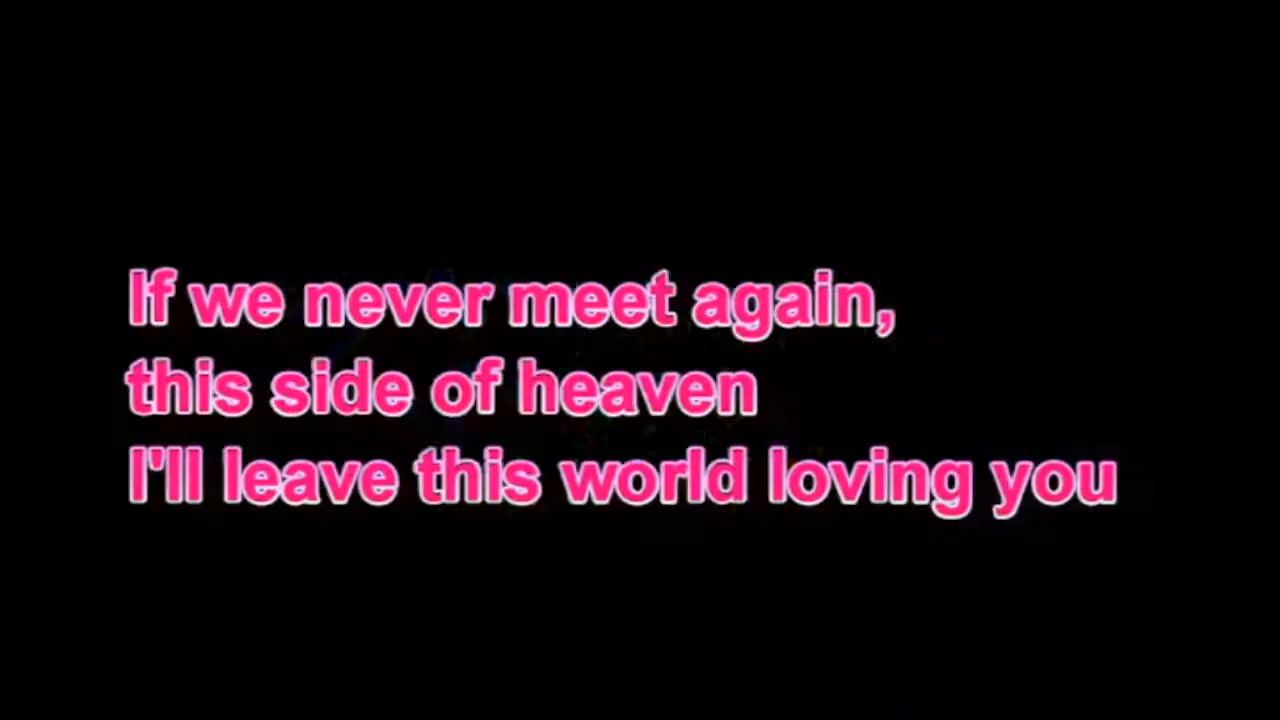 If we never meet again,
this side of heaven
I'll leave this world loving you